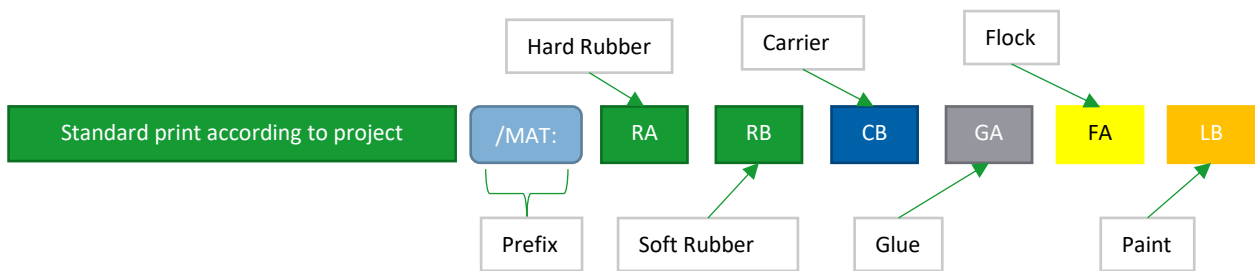 Flock
Hard Rubber
Carrier
Standard print according to project
/MAT:
RA
RB
CB
GA
FA
LB
Prefix
Soft Rubber
Glue
Paint